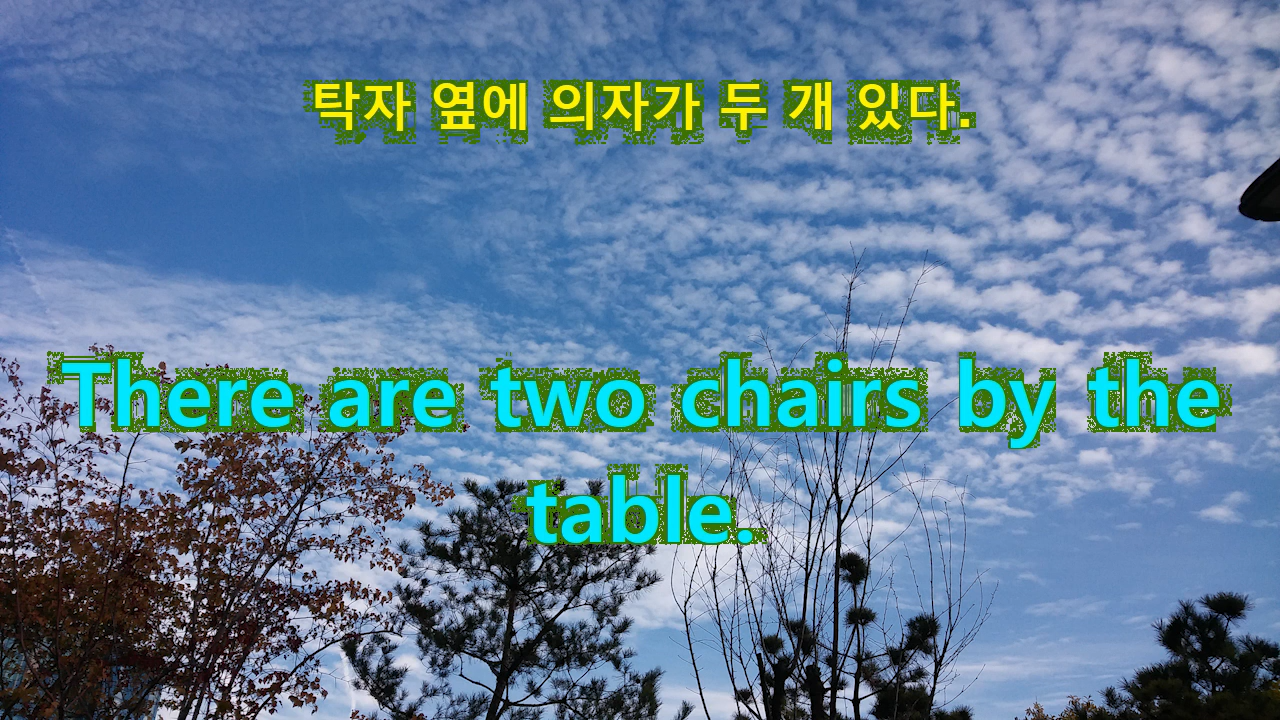 탁자 옆에 의자가 두 개 있다.
There are two chairs by the
table.